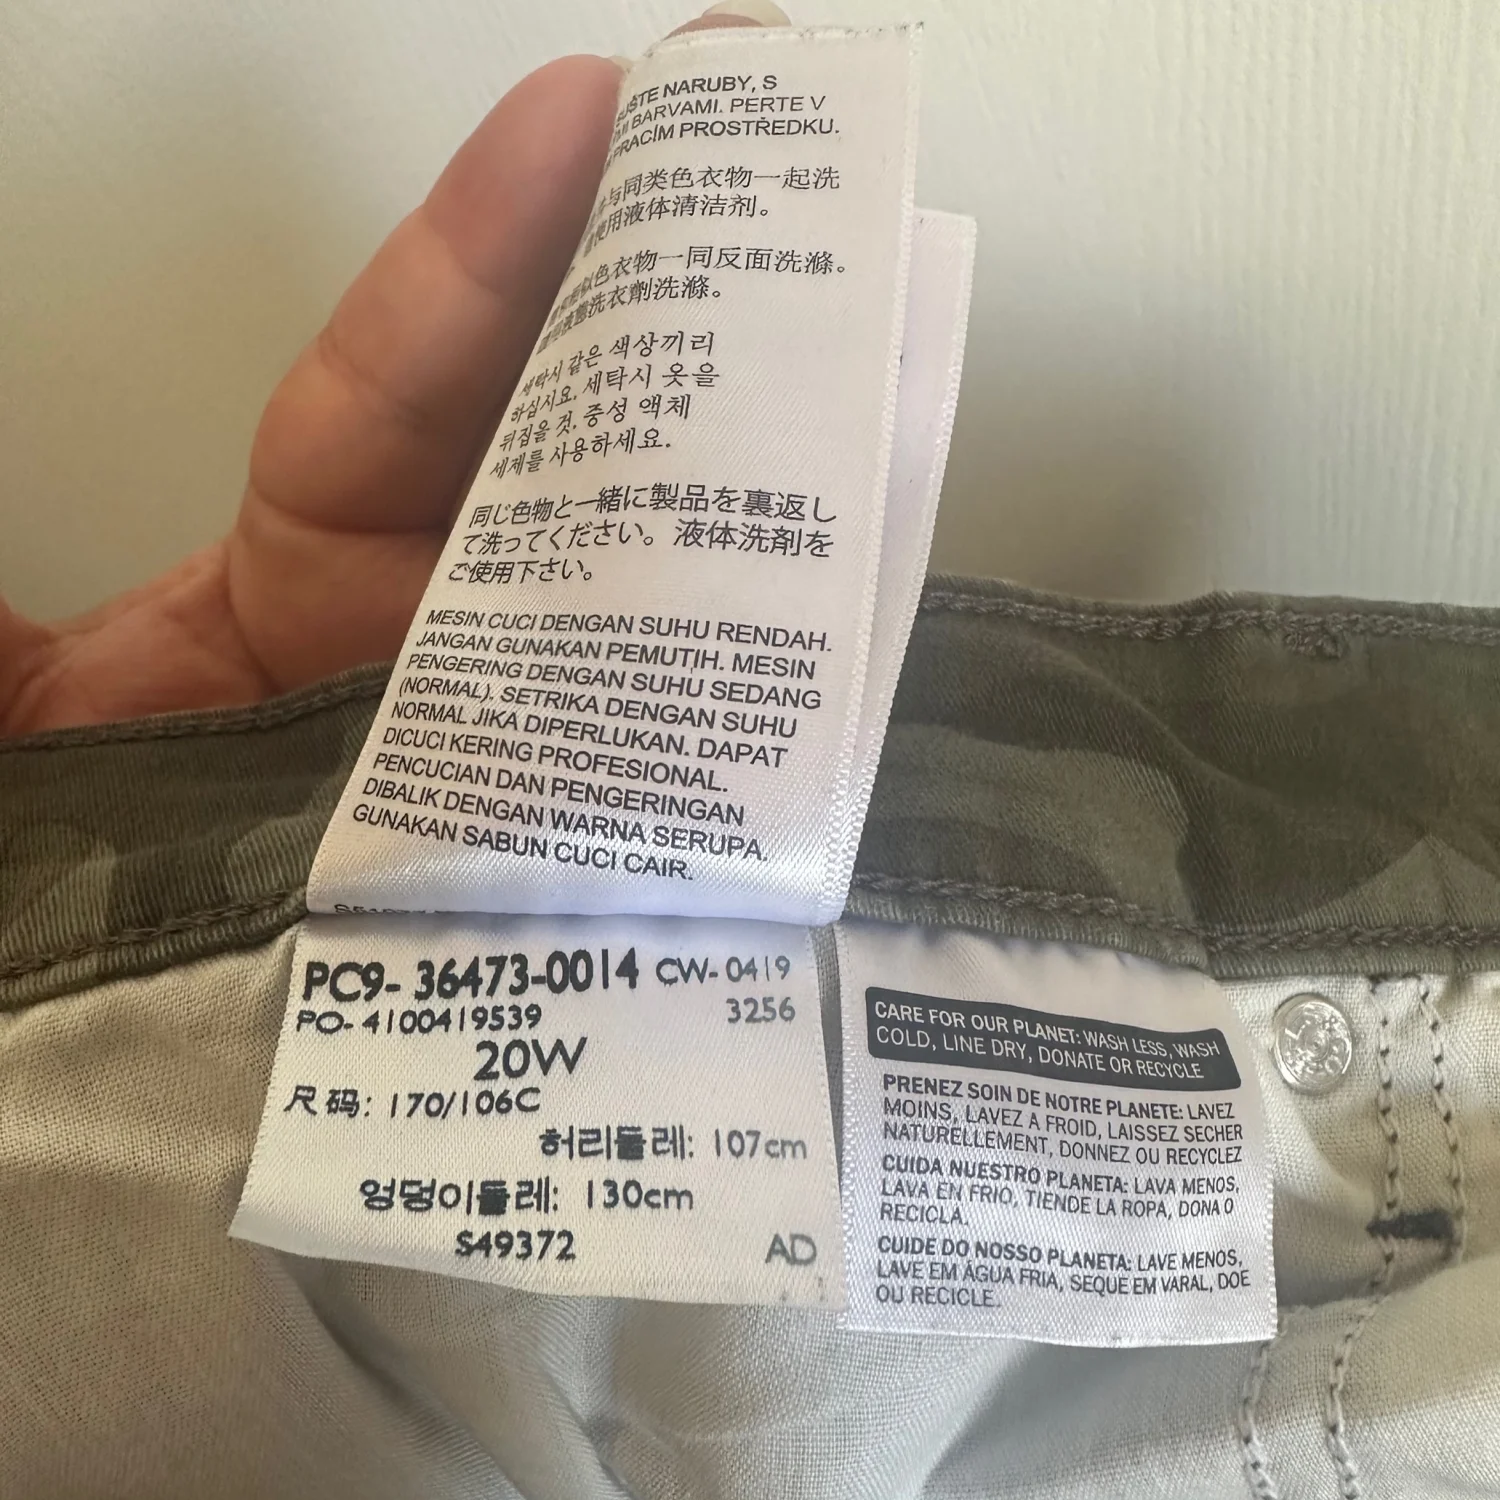 NARUBY, S
BARVAMI. PERTE V
PRACÍM PROSTŘEDKU.
与同类色衣物一起洗
使用液体清洁剂。
色衣物一同反面洗滌。
液態洗衣劑洗滌。
세탁시 같은 색상끼리
하십시요. 세탁시 옷을
뒤집을 것. 중성 액체
세제를 사용하세요.
同じ色物と一緒に製品を裏返し
て洗ってください。液体洗剤を
ご使用下さい。
MESIN CUCI DENGAN SUHU RENDAH.
JANGAN GUNAKAN PEMUTIH. MESIN
PENGERING DENGAN SUHU SEDANG
(NORMAL). SETRIKA DENGAN SUHU
NORMAL JIKA DIPERLUKAN. DAPAT
DICUCI KERING PROFESIONAL.
PENCUCIAN DAN PENGERINGAN
DIBALIK DENGAN WARNA SERUPA.
GUNAKAN SABUN CUCI CAIR.
PC9-36473-0014 CW-0419
PO-4100419539 3256
20W
尺码: 170/106C
허리둘레: 107cm
엉덩이둘레: 130cm
S49372 AD
CARE FOR OUR PLANET: WASH LESS, WASH
COLD, LINE DRY, DONATE OR RECYCLE
PRENEZ SOIN DE NOTRE PLANETE: LAVEZ
MOINS, LAVEZ A FROID, LAISSEZ SECHER
NATURELLEMENT, DONNEZ OU RECYCLEZ
CUIDA NUESTRO PLANETA: LAVA MENOS,
LAVA EN FRIO, TIENDE LA ROPA, DONA O
RECICLA.
CUIDE DO NOSSO PLANETA: LAVE MENOS,
LAVE EM ÁGUA FRIA, SEQUE EM VARAL, DOE
OU RECICLE.